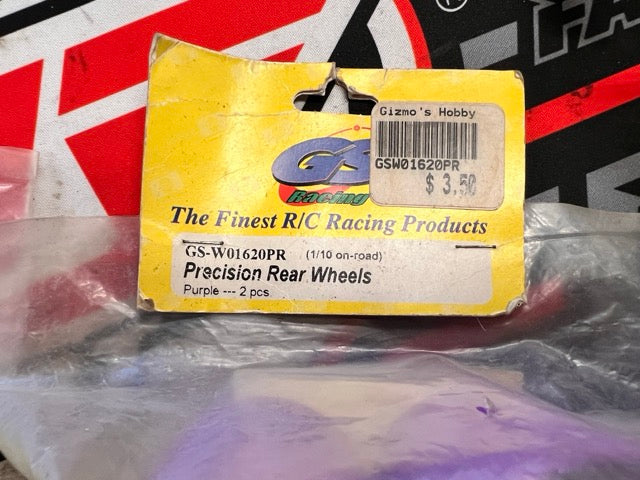 FA
Gizmo's Hobby
GSW01620PR
$ 3.50
GS
Racing
The Finest R/C Racing Products
GS-W01620PR (1/10 on-road)
Precision Rear Wheels
Purple --- 2 pcs